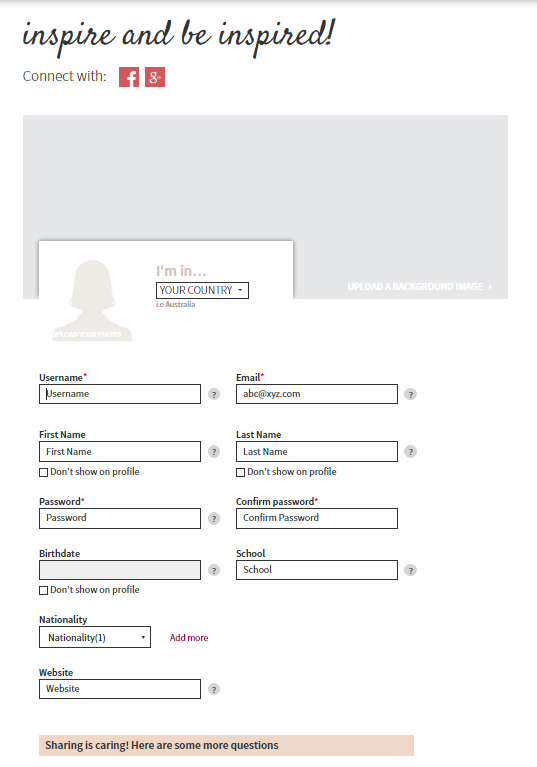 inspire and be inspired!
Connect with: f g+
I'm in...
YOUR COUNTRY
i.e Australia
UPLOAD YOUR PHOTO
UPLOAD A BACKGROUND IMAGE
Username* Email*
Username ? abc@xyz.com ?
First Name Last Name
First Name ? Last Name ?
Don't show on profile Don't show on profile
Password* Confirm password*
Password ? Confirm Password
Birthdate School
? School ?
Don't show on profile
Nationality
Nationality(1) Add more
Website
Website ?
Sharing is caring! Here are some more questions